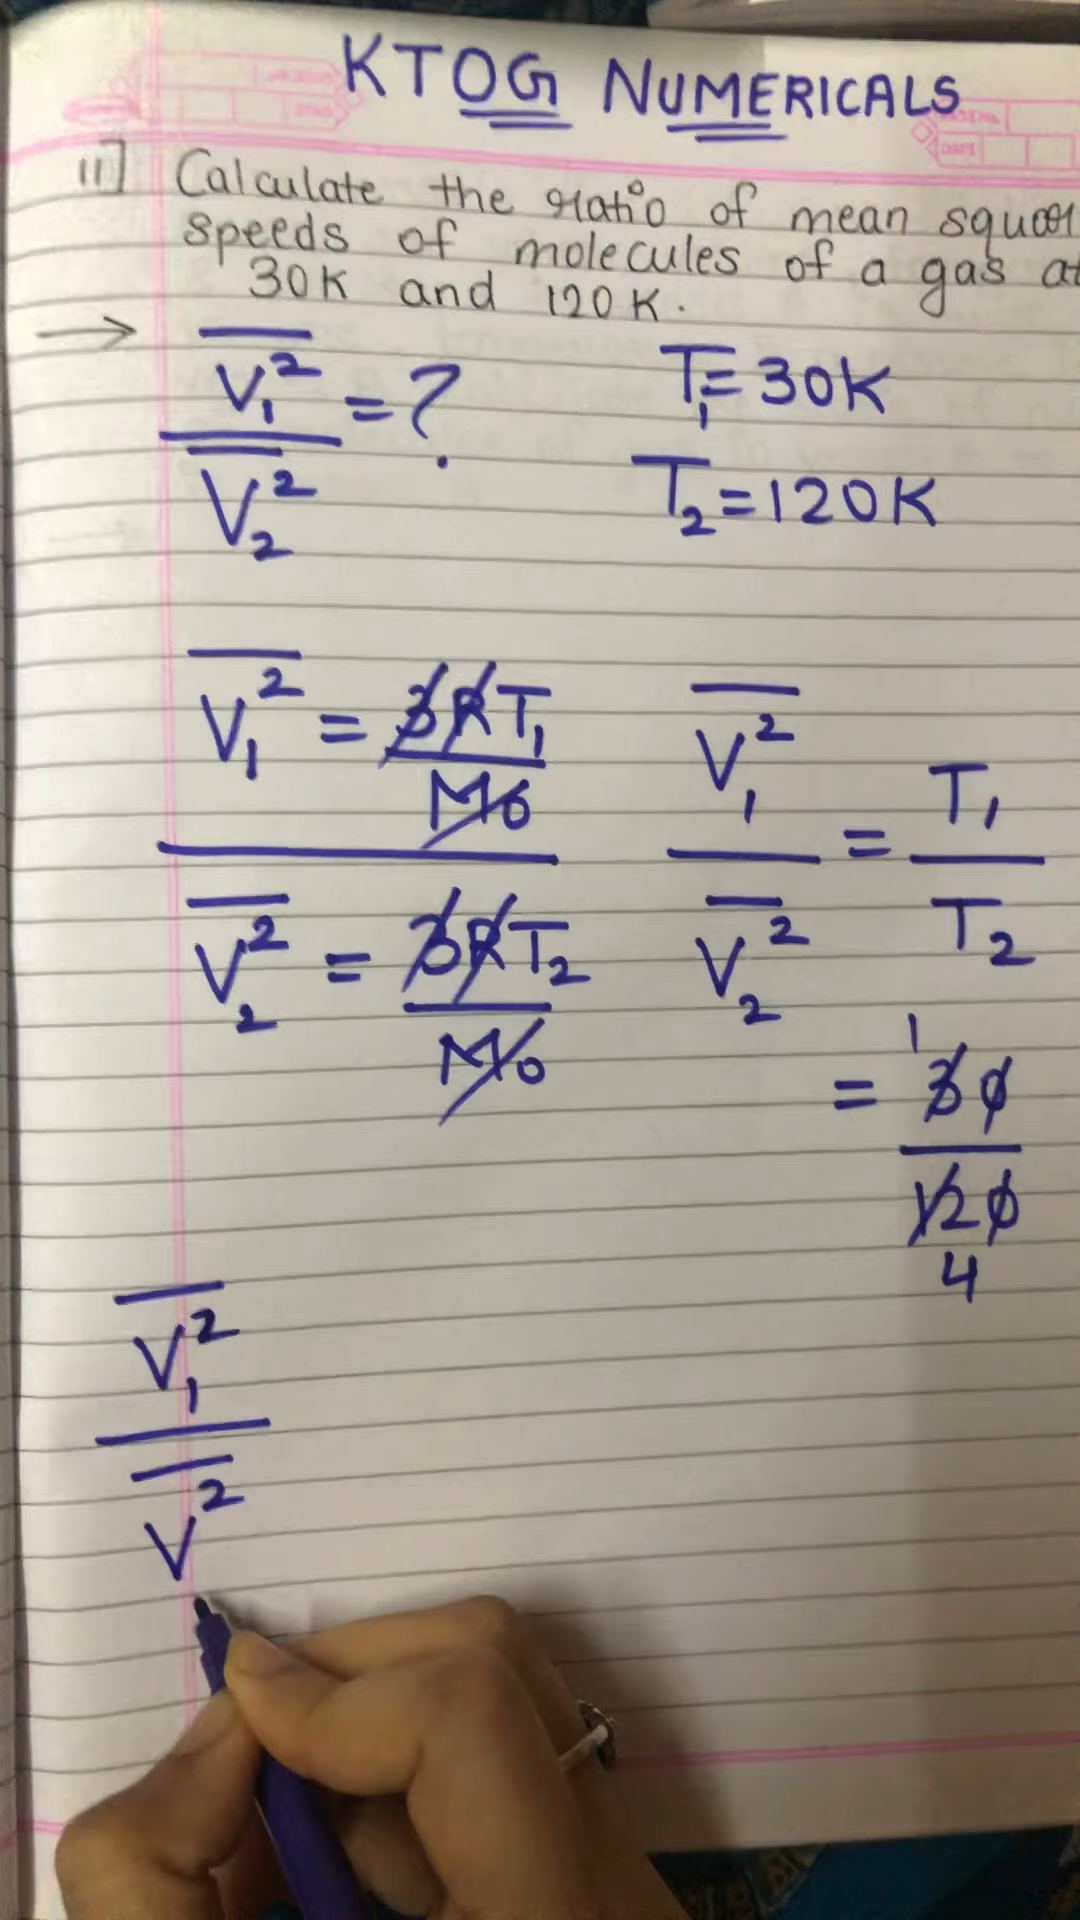 KTOG NUMERICALS
11] Calculate the ratio of mean square
speeds of molecules of a gas at
30K and 120K.
→ V₁² / V₂² = ?
T₁ = 30K
T₂ = 120K
V₁² = 3RT₁ / M₀
V₂² = 3RT₂ / M₀
V₁² / V₂² = T₁ / T₂
= 30 / 120
1
4
V₁²
V²